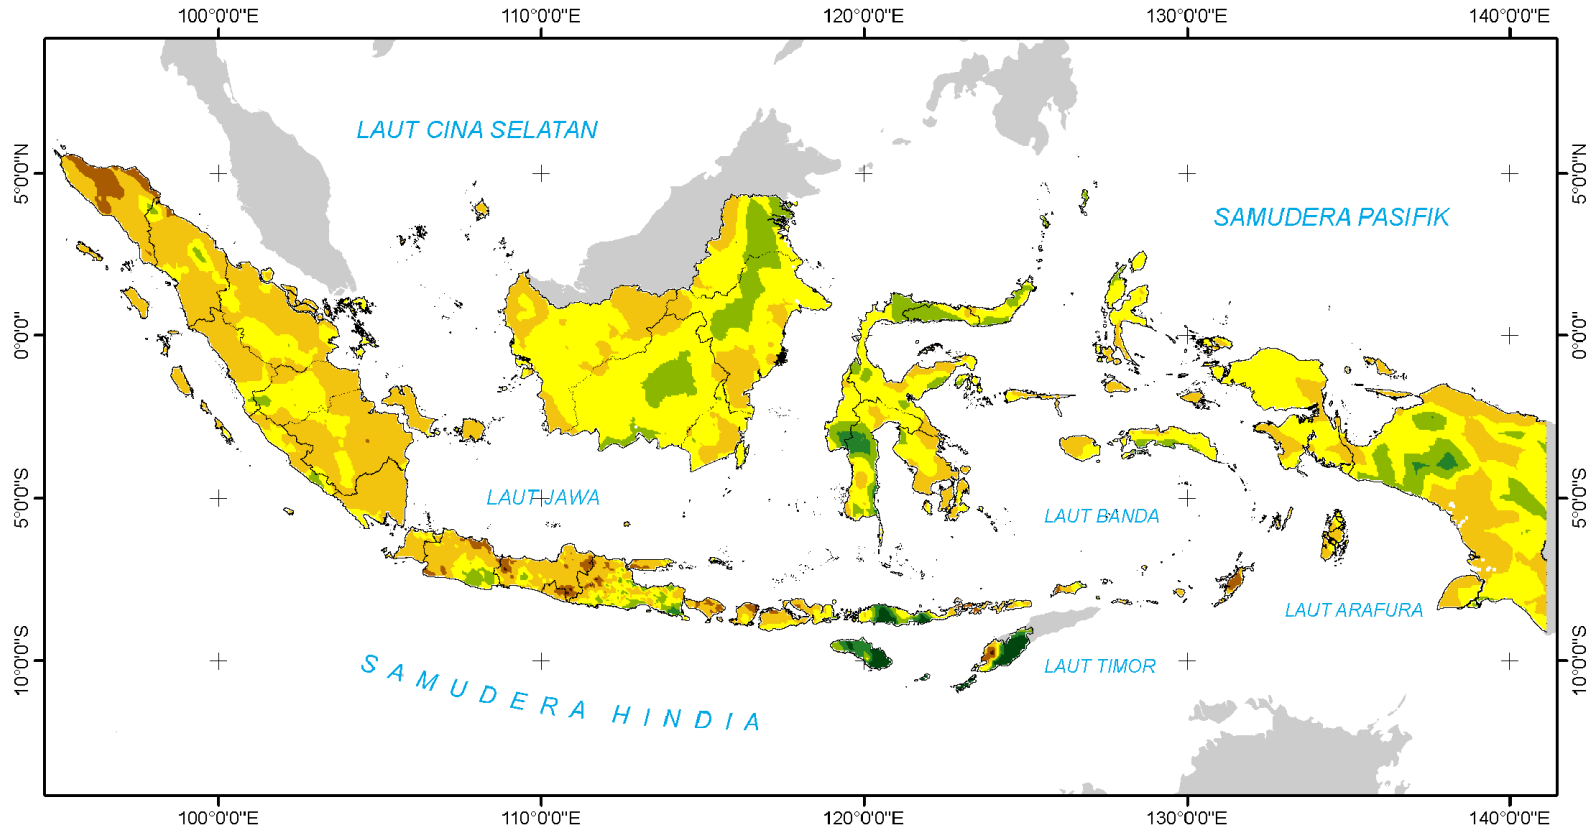 100°0'0"E 110°0'0"E 120°0'0"E 130°0'0"E 140°0'0"E
LAUT CINA SELATAN
5°0'0"N 5°0'0"N
SAMUDERA PASIFIK
0°0'0" 0°0'0"
LAUT JAWA
5°0'0"S 5°0'0"S
LAUT BANDA
LAUT ARAFURA
10°0'0"S 10°0'0"S
LAUT TIMOR
SAMUDERA HINDIA
100°0'0"E 110°0'0"E 120°0'0"E 130°0'0"E 140°0'0"E